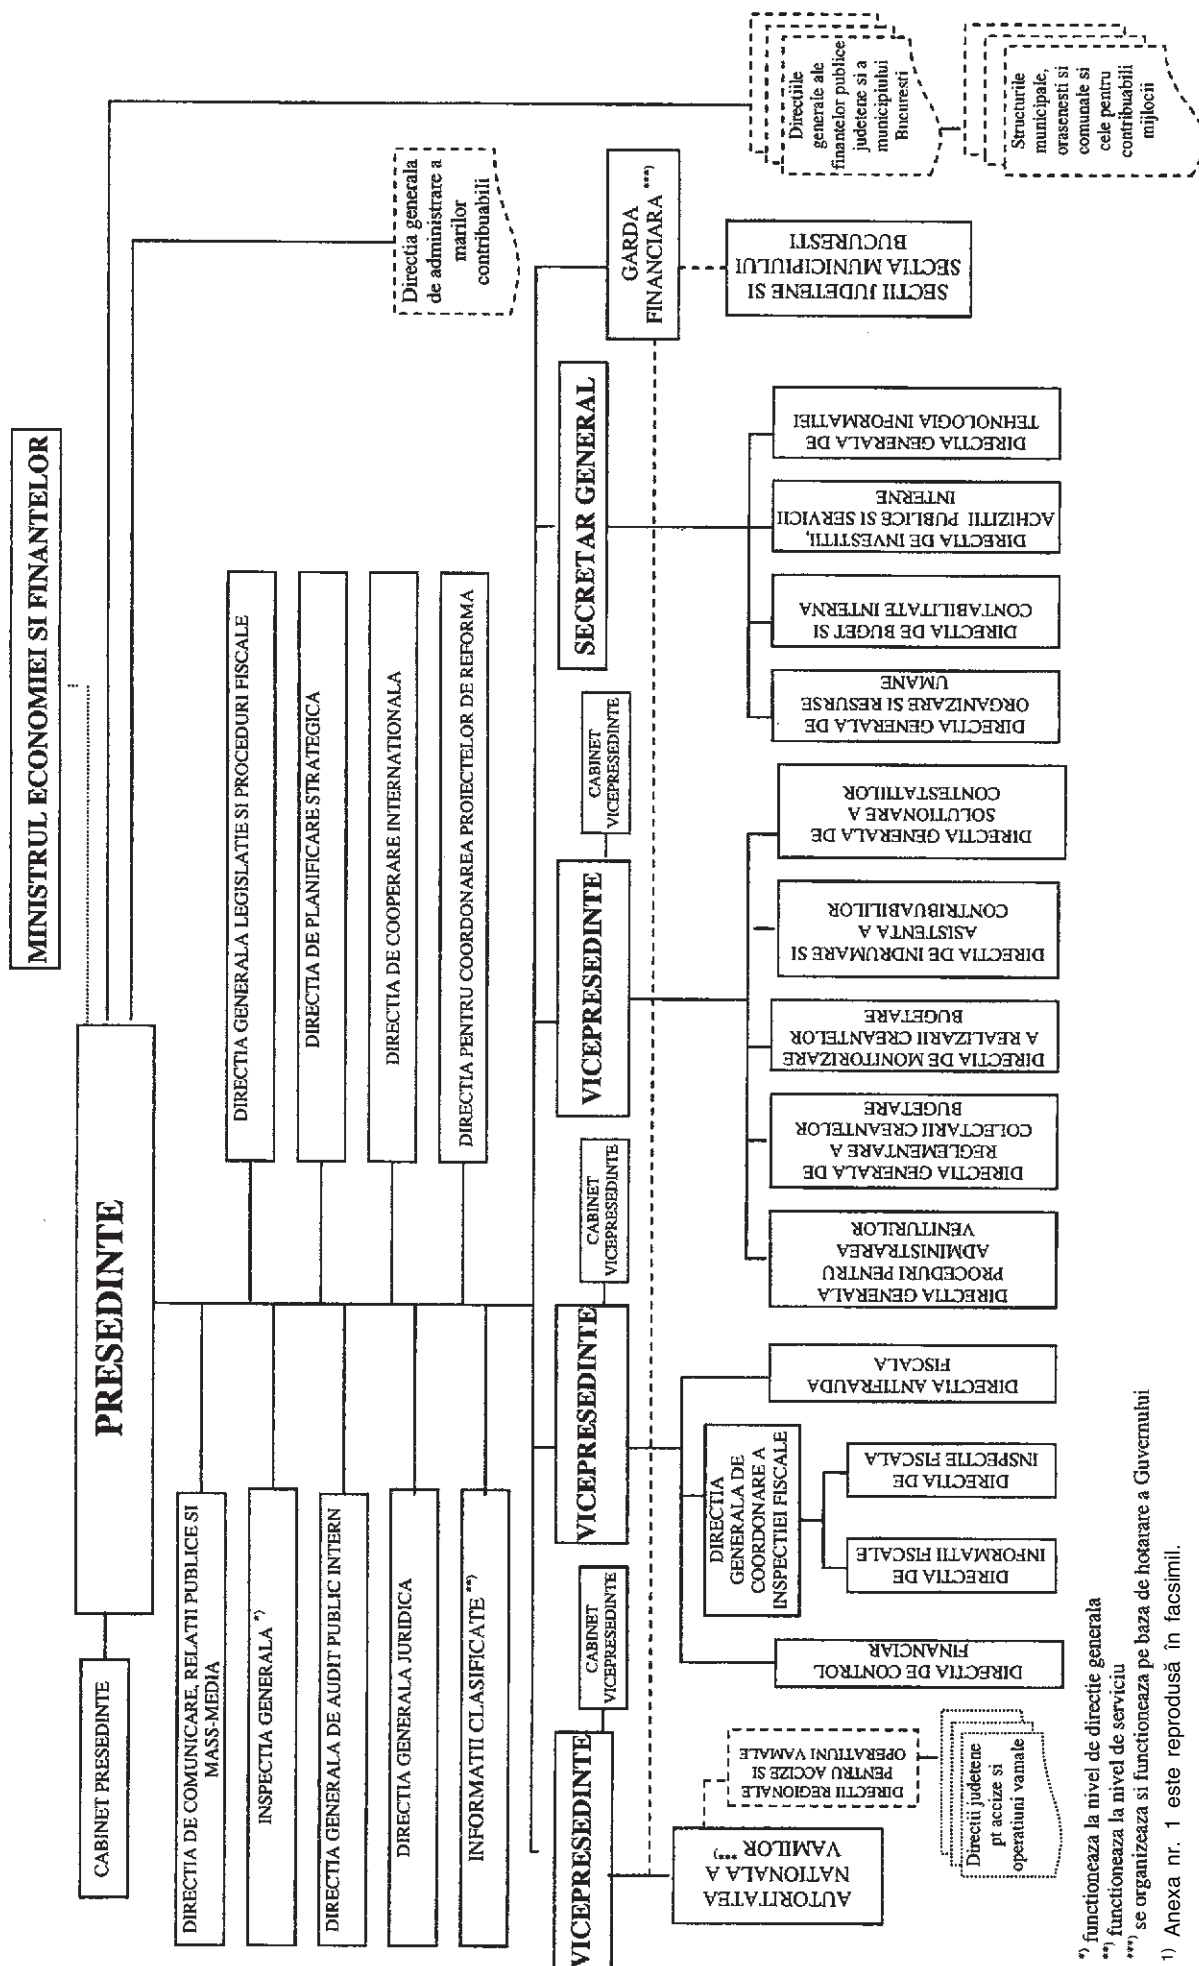 MINISTRUL ECONOMIEI SI FINANTELOR
PRESEDINTE
CABINET PRESEDINTE
DIRECTIA DE COMUNICARE, RELATII PUBLICE SI
MASS-MEDIA
INSPECTIA GENERALA *)
DIRECTIA GENERALA DE AUDIT PUBLIC INTERN
DIRECTIA GENERALA JURIDICA
INFORMATII CLASIFICATE **)
DIRECTIA GENERALA LEGISLATIE SI PROCEDURI FISCALE
DIRECTIA DE PLANIFICARE STRATEGICA
DIRECTIA DE COOPERARE INTERNATIONALA
DIRECTIA PENTRU COORDONAREA PROIECTELOR DE REFORMA
Directia generala
de administrare a
marilor
contribuabili
Directiile
generale ale
finantelor publice
judetene si a
municipiului
Bucuresti
Structurile
municipale,
orasenesti si
comunale si
cele pentru
contribuabili
mijlocii
VICEPRESEDINTE
CABINET
VICEPRESEDINTE
VICEPRESEDINTE
CABINET
VICEPRESEDINTE
VICEPRESEDINTE
CABINET
VICEPRESEDINTE
SECRETAR GENERAL
GARDA
FINANCIARA ***)
AUTORITATEA
NATIONALA A
VAMILOR ***)
DIRECTII REGIONALE
PENTRU ACCIZE SI
OPERATIUNI VAMALE
Directii judetene
pt accize si
operatiuni vamale
DIRECTIA DE CONTROL
FINANCIAR
DIRECTIA
GENERALA DE
COORDONARE A
INSPECTIEI FISCALE
DIRECTIA DE
INFORMATII FISCALE
DIRECTIA DE
INSPECTIE FISCALA
DIRECTIA ANTIFRAUDA
FISCALA
DIRECTIA GENERALA
PROCEDURI PENTRU
ADMINISTRAREA
VENITURILOR
DIRECTIA GENERALA DE
REGLEMENTARE A
COLECTARII CREANTELOR
BUGETARE
DIRECTIA DE MONITORIZARE
A REALIZARII CREANTELOR
BUGETARE
DIRECTIA DE INDRUMARE SI
ASISTENTA A
CONTRIBUABILILOR
DIRECTIA GENERALA DE
SOLUTIONARE A
CONTESTATIILOR
DIRECTIA GENERALA DE
ORGANIZARE SI RESURSE
UMANE
DIRECTIA DE BUGET SI
CONTABILITATE INTERNA
DIRECTIA DE INVESTITII,
ACHIZITII PUBLICE SI SERVICII
INTERNE
DIRECTIA GENERALA DE
TEHNOLOGIA INFORMATIEI
SECTII JUDETENE SI
SECTIA MUNICIPIULUI
BUCURESTI
*) functioneaza la nivel de directie generala
**) functioneaza la nivel de serviciu
***) se organizeaza si functioneaza pe baza de hotarare a Guvernului
1) Anexa nr. 1 este reprodusă în facsimil.